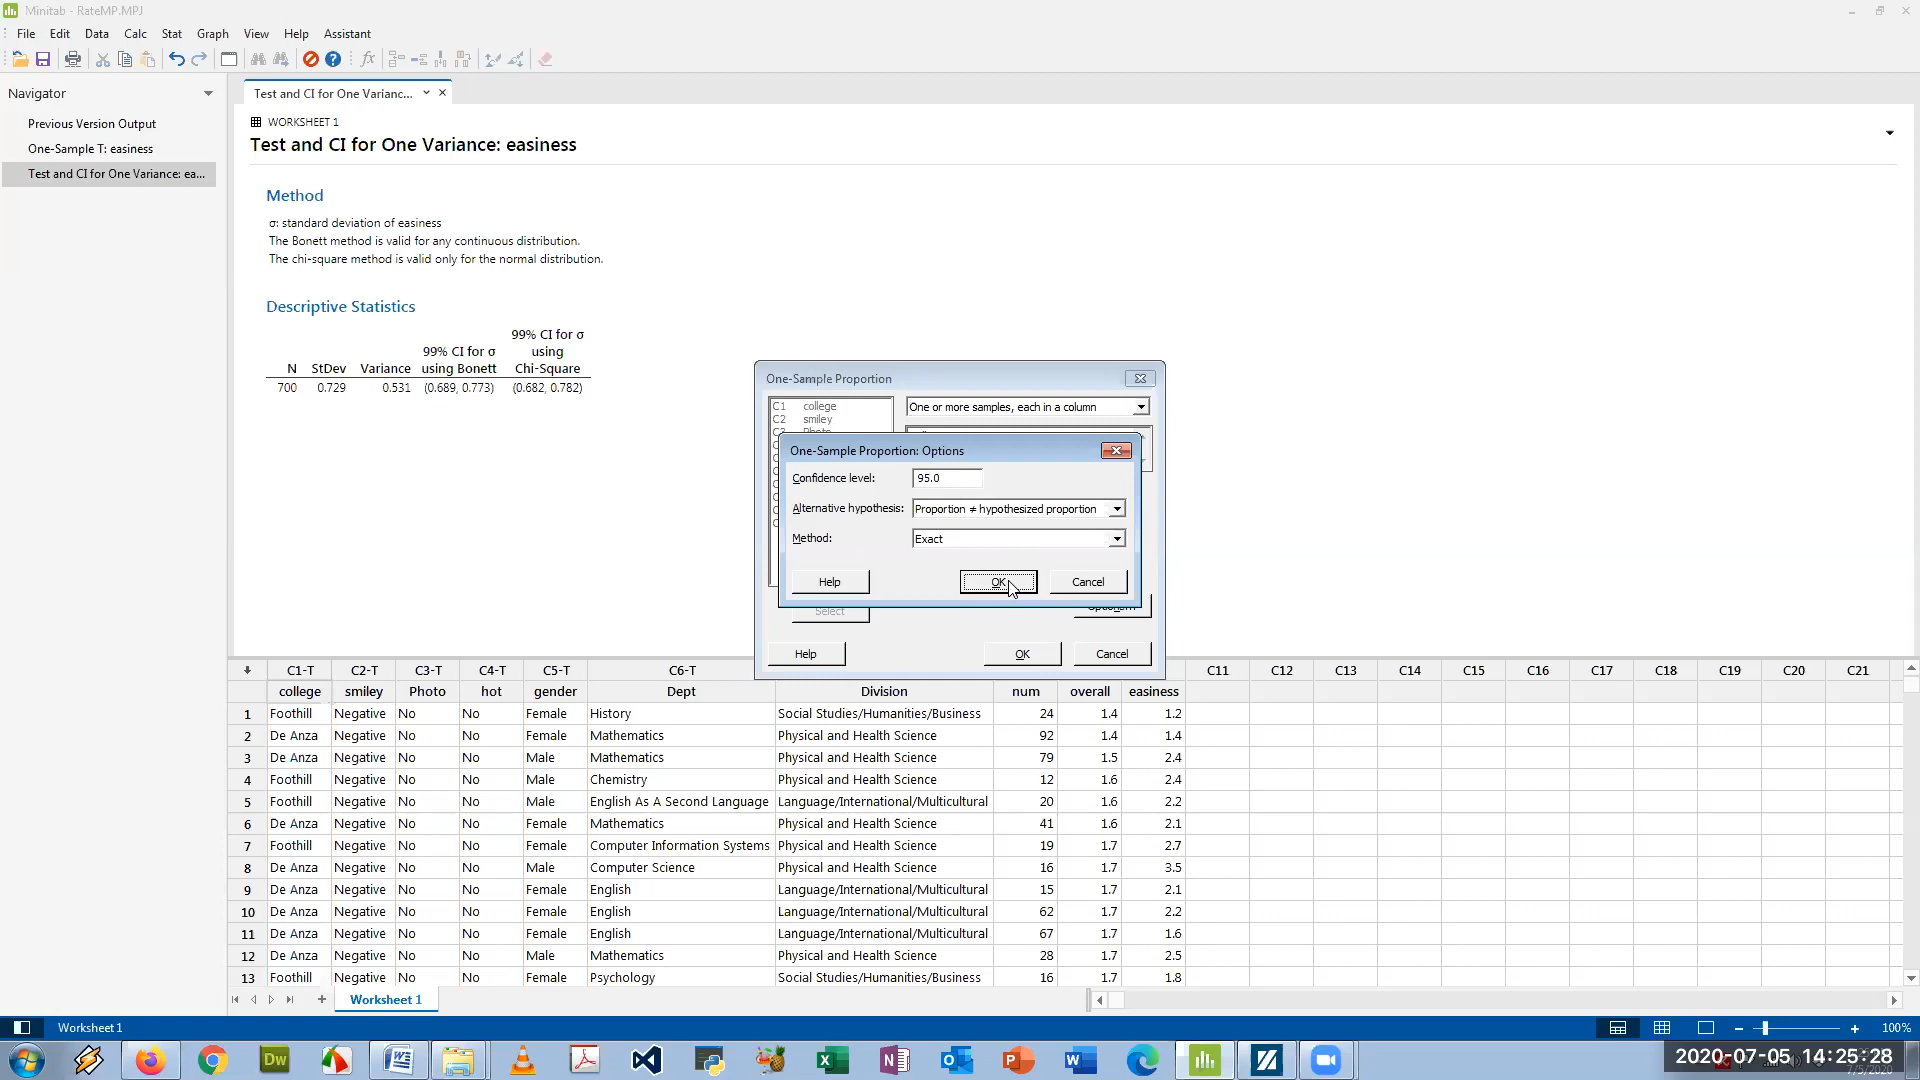 Minitab - RateMP.MPJ
File Edit Data Calc Stat Graph View Help Assistant
Navigator
Previous Version Output
One-Sample T: easiness
Test and CI for One Variance: ea...
Test and CI for One Varianc...
WORKSHEET 1
Test and CI for One Variance: easiness
Method
σ: standard deviation of easiness
The Bonett method is valid for any continuous distribution.
The chi-square method is valid only for the normal distribution.
Descriptive Statistics
N StDev Variance 99% CI for σ using Bonett 99% CI for σ using Chi-Square
700 0.729 0.531 (0.689, 0.773) (0.682, 0.782)
One-Sample Proportion
C1 college
C2 smiley
One or more samples, each in a column
One-Sample Proportion: Options
Confidence level: 95.0
Alternative hypothesis: Proportion ≠ hypothesized proportion
Method: Exact
Help OK Cancel
Select
Help OK Cancel
C1-T C2-T C3-T C4-T C5-T C6-T C11 C12 C13 C14 C15 C16 C17 C18 C19 C20 C21
college smiley Photo hot gender Dept Division num overall easiness
1 Foothill Negative No No Female History Social Studies/Humanities/Business 24 1.4 1.2
2 De Anza Negative No No Female Mathematics Physical and Health Science 92 1.4 1.4
3 De Anza Negative No No Male Mathematics Physical and Health Science 79 1.5 2.4
4 Foothill Negative No No Male Chemistry Physical and Health Science 12 1.6 2.4
5 Foothill Negative No No Male English As A Second Language Language/International/Multicultural 20 1.6 2.2
6 De Anza Negative No No Female Mathematics Physical and Health Science 41 1.6 2.1
7 Foothill Negative No No Female Computer Information Systems Physical and Health Science 19 1.7 2.7
8 De Anza Negative No No Male Computer Science Physical and Health Science 16 1.7 3.5
9 De Anza Negative No No Female English Language/International/Multicultural 15 1.7 2.1
10 De Anza Negative No No Female English Language/International/Multicultural 62 1.7 2.2
11 De Anza Negative No No Female English Language/International/Multicultural 67 1.7 1.6
12 De Anza Negative No No Male Mathematics Physical and Health Science 28 1.7 2.5
13 Foothill Negative No No Female Psychology Social Studies/Humanities/Business 16 1.7 1.8
Worksheet 1
Worksheet 1
100%
2020-07-05 14:25:28
7/5/2020